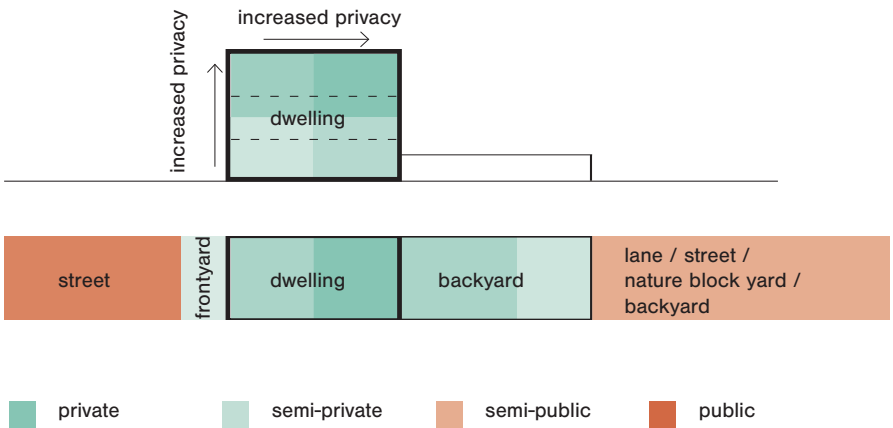 increased privacy
increased privacy
dwelling
street
frontyard
dwelling
backyard
lane / street /
nature block yard /
backyard
private
semi-private
semi-public
public